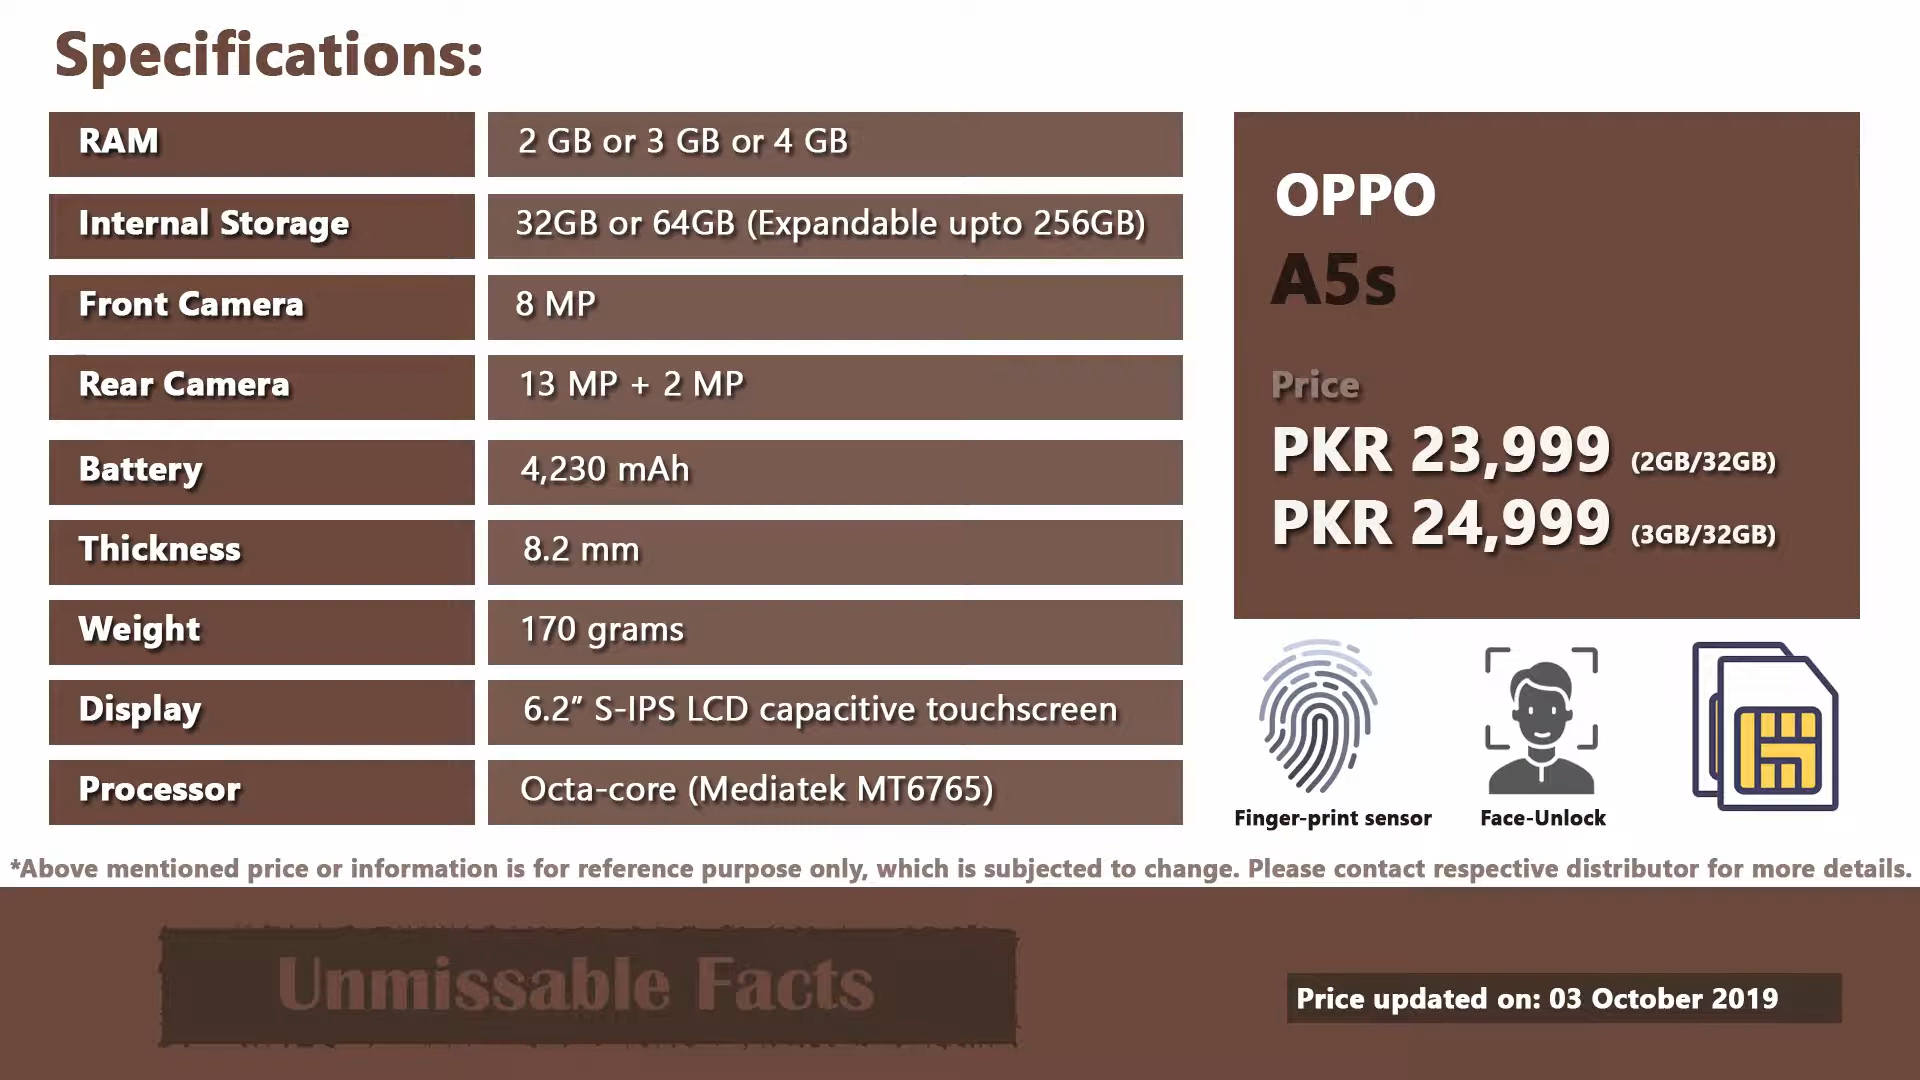 Specifications:
RAM
2 GB or 3 GB or 4 GB
Internal Storage
32GB or 64GB (Expandable upto 256GB)
Front Camera
8 MP
Rear Camera
13 MP + 2 MP
Battery
4,230 mAh
Thickness
8.2 mm
Weight
170 grams
Display
6.2” S-IPS LCD capacitive touchscreen
Processor
Octa-core (Mediatek MT6765)
OPPO
A5s
Price
PKR 23,999 (2GB/32GB)
PKR 24,999 (3GB/32GB)
Finger-print sensor
Face-Unlock
*Above mentioned price or information is for reference purpose only, which is subjected to change. Please contact respective distributor for more details.
Unmissable Facts
Price updated on: 03 October 2019